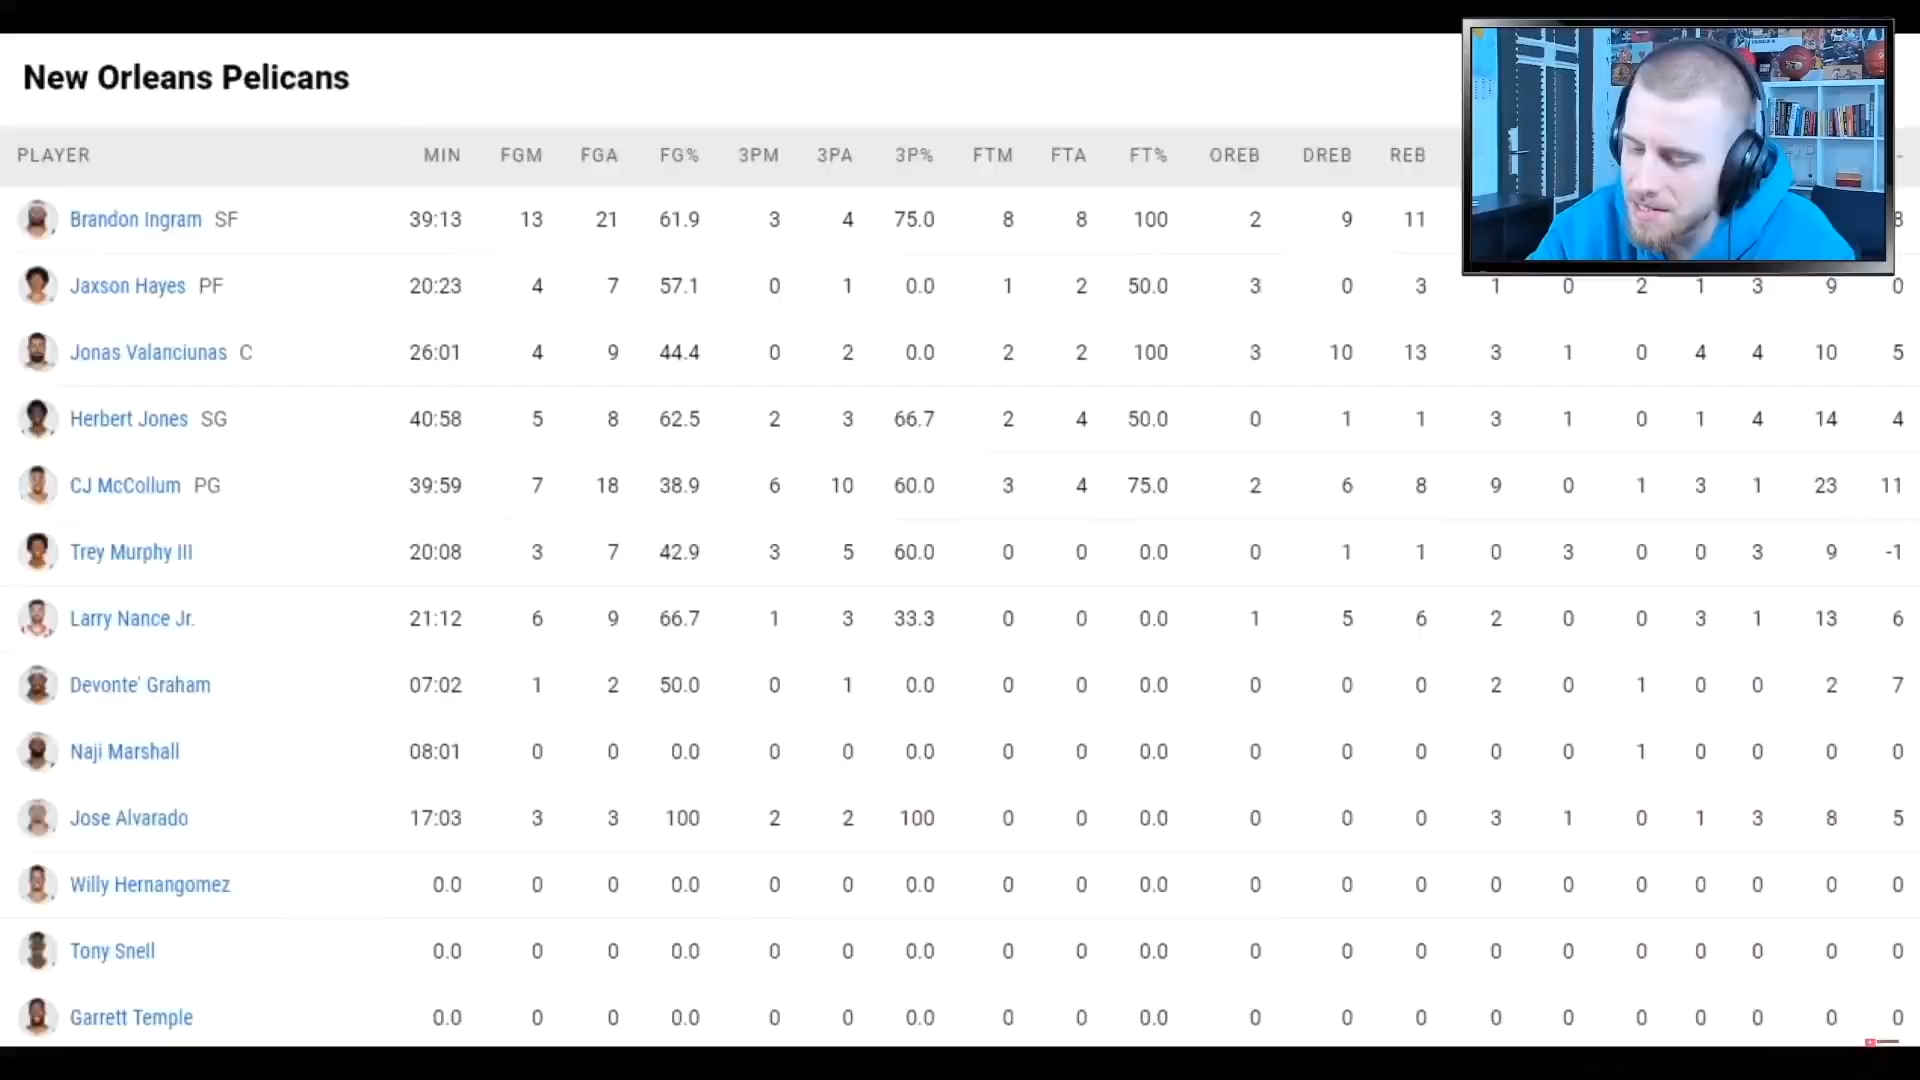 New Orleans Pelicans
PLAYER MIN FGM FGA FG% 3PM 3PA 3P% FTM FTA FT% OREB DREB REB
Brandon Ingram SF 39:13 13 21 61.9 3 4 75.0 8 8 100 2 9 11
Jaxson Hayes PF 20:23 4 7 57.1 0 1 0.0 1 2 50.0 3 0 3 1 0 2 1 3 9 0
Jonas Valanciunas C 26:01 4 9 44.4 0 2 0.0 2 2 100 3 10 13 3 1 0 4 4 10 5
Herbert Jones SG 40:58 5 8 62.5 2 3 66.7 2 4 50.0 0 1 1 3 1 0 1 4 14 4
CJ McCollum PG 39:59 7 18 38.9 6 10 60.0 3 4 75.0 2 6 8 9 0 1 3 1 23 11
Trey Murphy III 20:08 3 7 42.9 3 5 60.0 0 0 0.0 0 1 1 0 3 0 0 3 9 -1
Larry Nance Jr. 21:12 6 9 66.7 1 3 33.3 0 0 0.0 1 5 6 2 0 0 3 1 13 6
Devonte' Graham 07:02 1 2 50.0 0 1 0.0 0 0 0.0 0 0 0 2 0 1 0 0 2 7
Naji Marshall 08:01 0 0 0.0 0 0 0.0 0 0 0.0 0 0 0 0 0 1 0 0 0 0
Jose Alvarado 17:03 3 3 100 2 2 100 0 0 0.0 0 0 0 3 1 0 1 3 8 5
Willy Hernangomez 0.0 0 0 0.0 0 0 0.0 0 0 0.0 0 0 0 0 0 0 0 0 0 0
Tony Snell 0.0 0 0 0.0 0 0 0.0 0 0 0.0 0 0 0 0 0 0 0 0 0 0
Garrett Temple 0.0 0 0 0.0 0 0 0.0 0 0 0.0 0 0 0 0 0 0 0 0 0 0